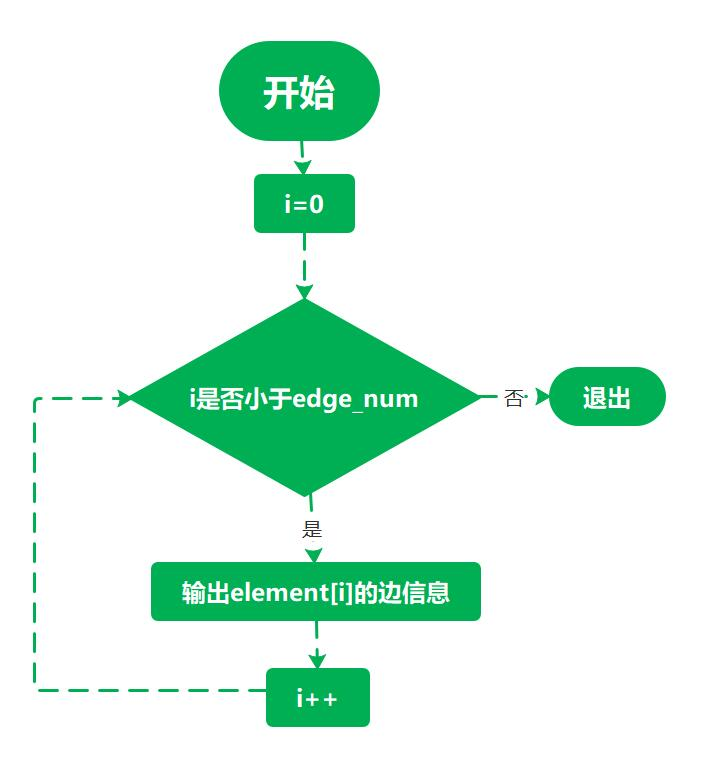 开始
i=0
i是否小于edge_num
否
退出
是
输出element[i]的边信息
i++